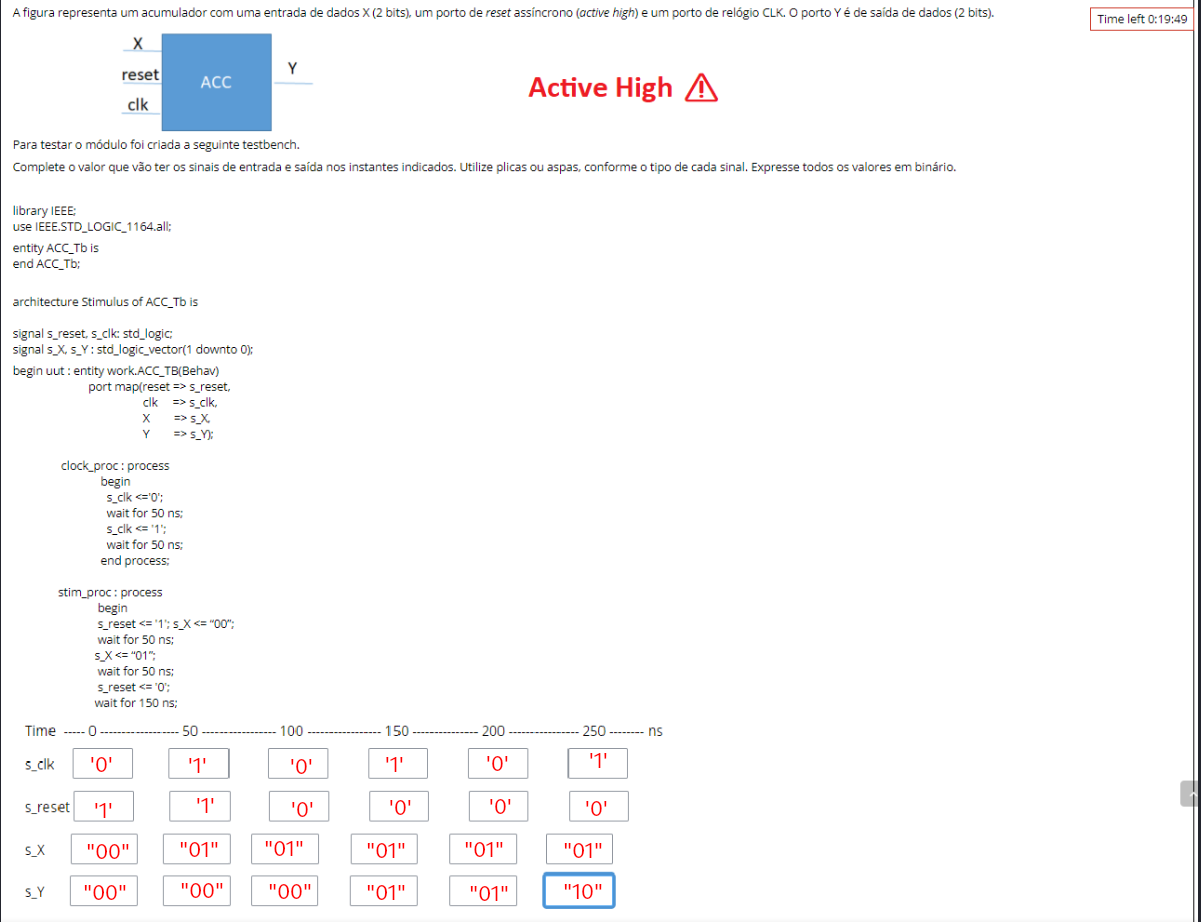 A figura representa um acumulador com uma entrada de dados X (2 bits), um porto de reset assíncrono (active high) e um porto de relógio CLK. O porto Y é de saída de dados (2 bits).
Time left 0:19:49
X
reset
clk
ACC
Y
Active High
Para testar o módulo foi criada a seguinte testbench.
Complete o valor que vão ter os sinais de entrada e saída nos instantes indicados. Utilize plicas ou aspas, conforme o tipo de cada sinal. Expresse todos os valores em binário.
library IEEE;
use IEEE.STD_LOGIC_1164.all;
entity ACC_Tb is
end ACC_Tb;
architecture Stimulus of ACC_Tb is
signal s_reset, s_clk: std_logic;
signal s_X, s_Y : std_logic_vector(1 downto 0);
begin uut : entity work.ACC_TB(Behav)
port map(reset => s_reset,
clk => s_clk,
X => s_X,
Y => s_Y);
clock_proc : process
begin
s_clk <='0';
wait for 50 ns;
s_clk <= '1';
wait for 50 ns;
end process;
stim_proc : process
begin
s_reset <= '1'; s_X <= "00";
wait for 50 ns;
s_X <= "01";
wait for 50 ns;
s_reset <= '0';
wait for 150 ns;
Time ----- 0 ------------------ 50 ----------------- 100 ----------------- 150 ---------------- 200 ---------------- 250 -------- ns
s_clk '0' '1' '0' '1' '0' '1'
s_reset '1' '1' '0' '0' '0' '0'
s_X "00" "01" "01" "01" "01" "01"
s_Y "00" "00" "00" "01" "01" "10"